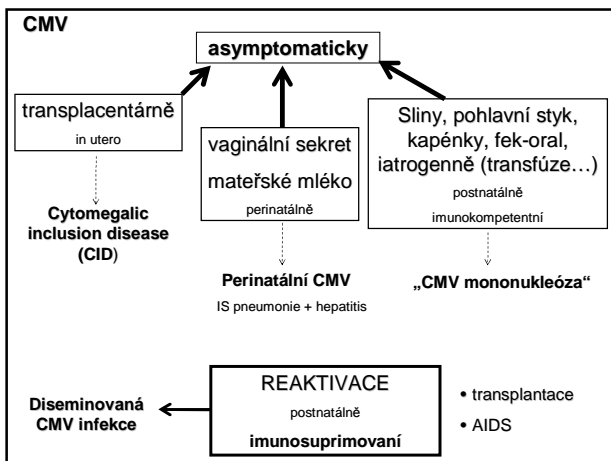 CMV
asymptomaticky
transplacentárně
in utero
Cytomegalic
inclusion disease
(CID)
vaginální sekret
mateřské mléko
perinatálně
Perinatální CMV
IS pneumonie + hepatitis
Sliny, pohlavní styk,
kapénky, fek-oral,
iatrogenně (transfúze…)
postnatálně
imunokompetentní
„CMV mononukleóza“
REAKTIVACE
postnatálně
imunosuprimovaní
Diseminovaná
CMV infekce
• transplantace
• AIDS